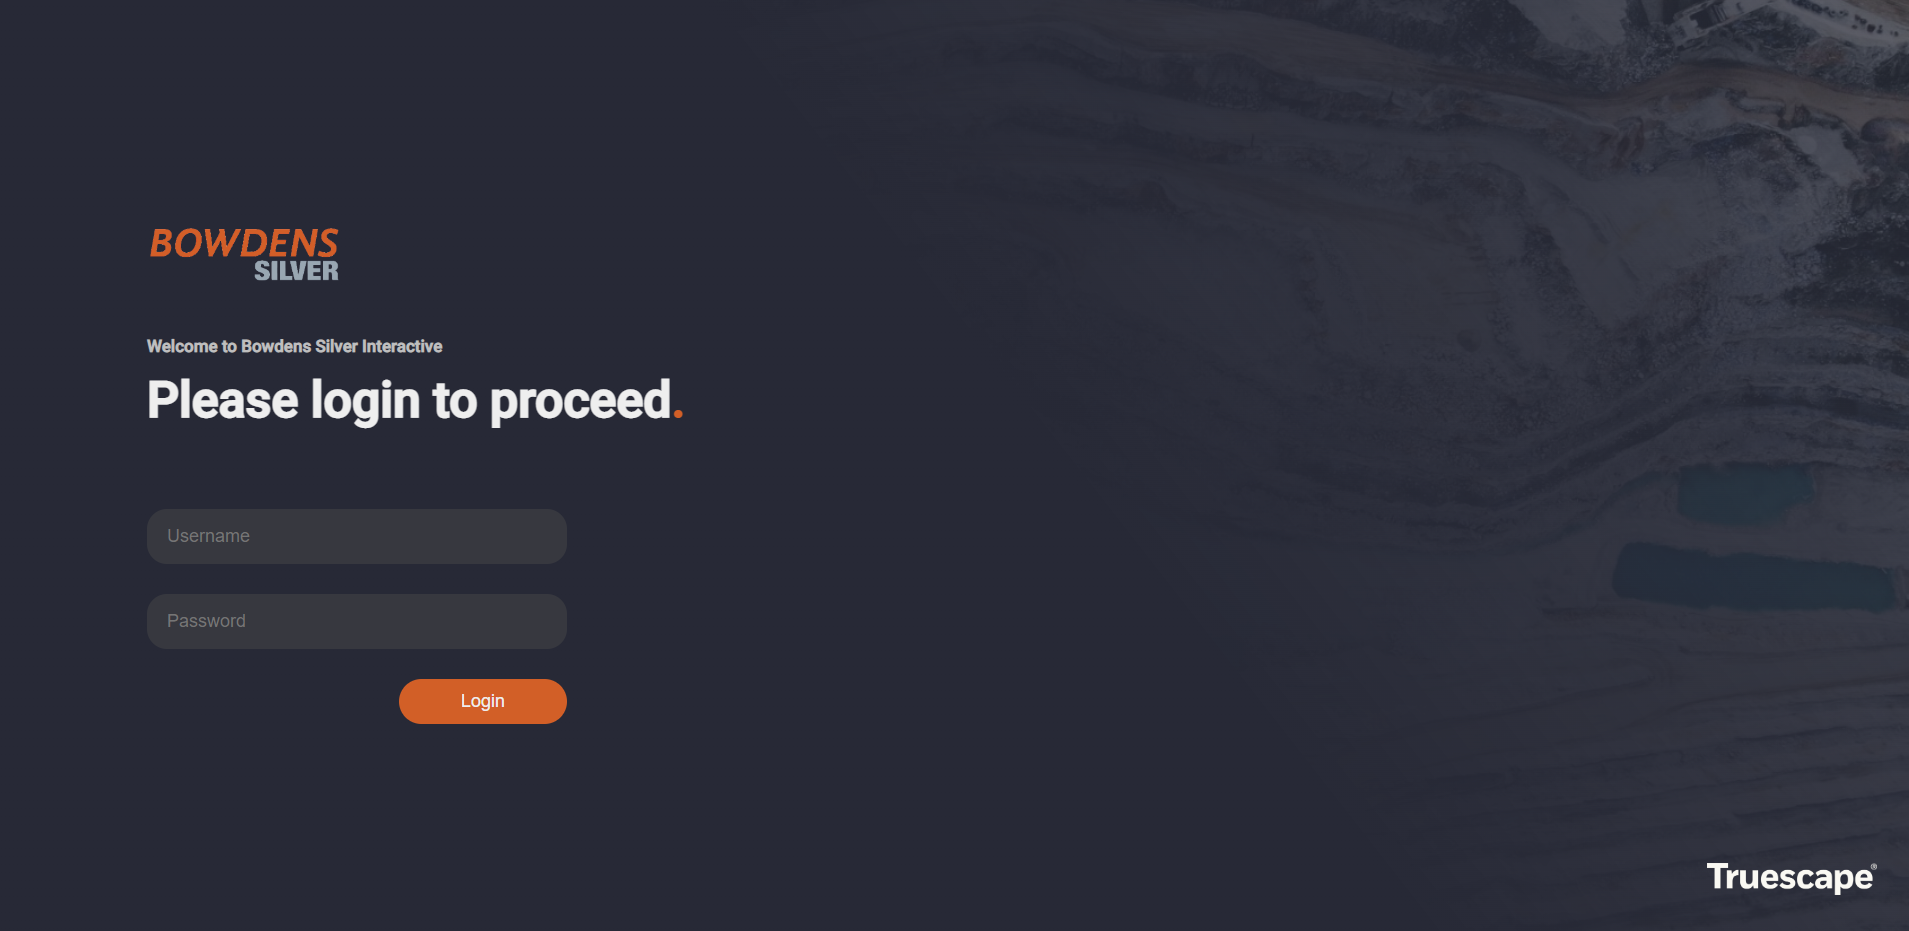 BOWDENS
SILVER
Welcome to Bowdens Silver Interactive
Please login to proceed.
Username
Password
Login
Truescape®